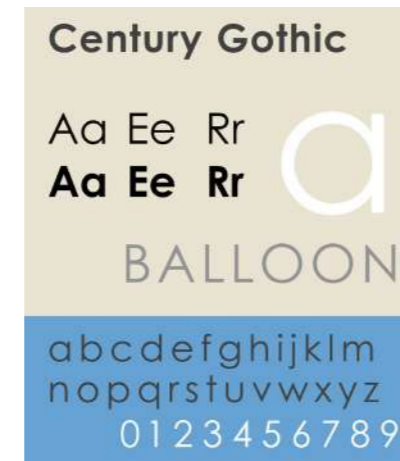 Century Gothic
Aa Ee Rr
Aa Ee Rr
a
BALLOON
abcdefghijklm
nopqrstuvwxyz
0123456789